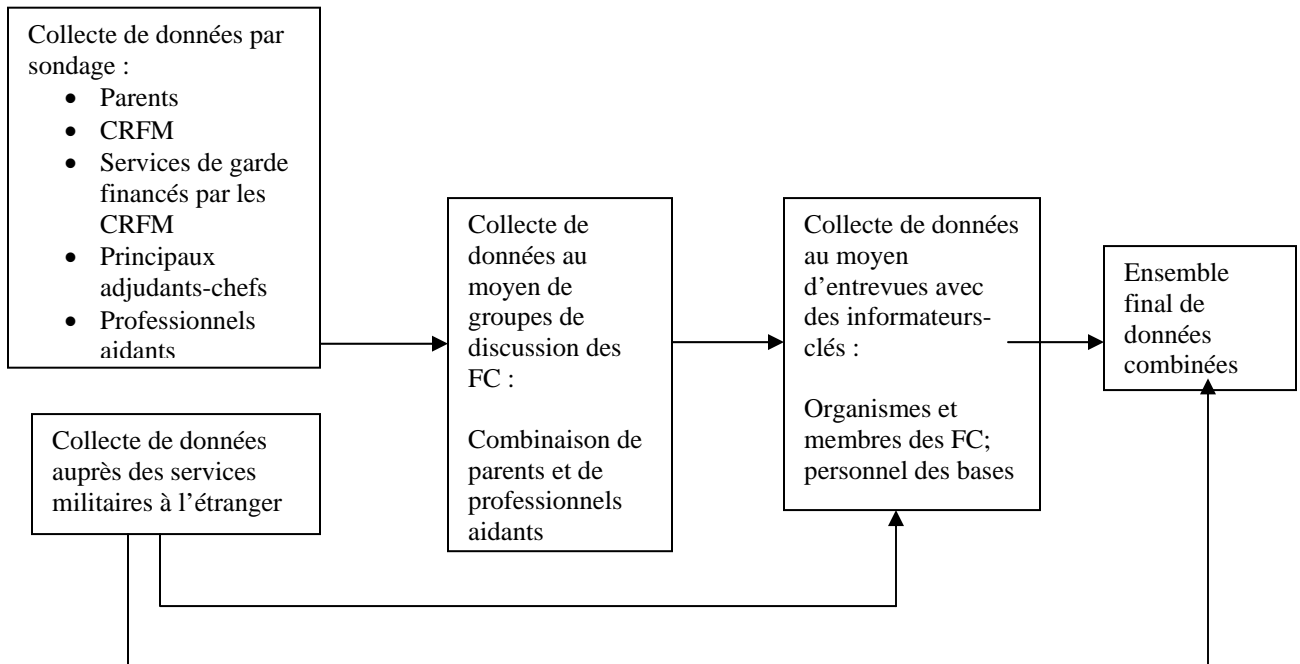 Collecte de données par
sondage :
• Parents
• CRFM
• Services de garde
financés par les
CRFM
• Principaux
adjudants-chefs
• Professionnels
aidants
Collecte de données
auprès des services
militaires à l’étranger
Collecte de
données au
moyen de
groupes de
discussion des
FC :
Combinaison de
parents et de
professionnels
aidants
Collecte de données
au moyen
d’entrevues avec
des informateurs-
clés :
Organismes et
membres des FC;
personnel des bases
Ensemble
final de
données
combinées